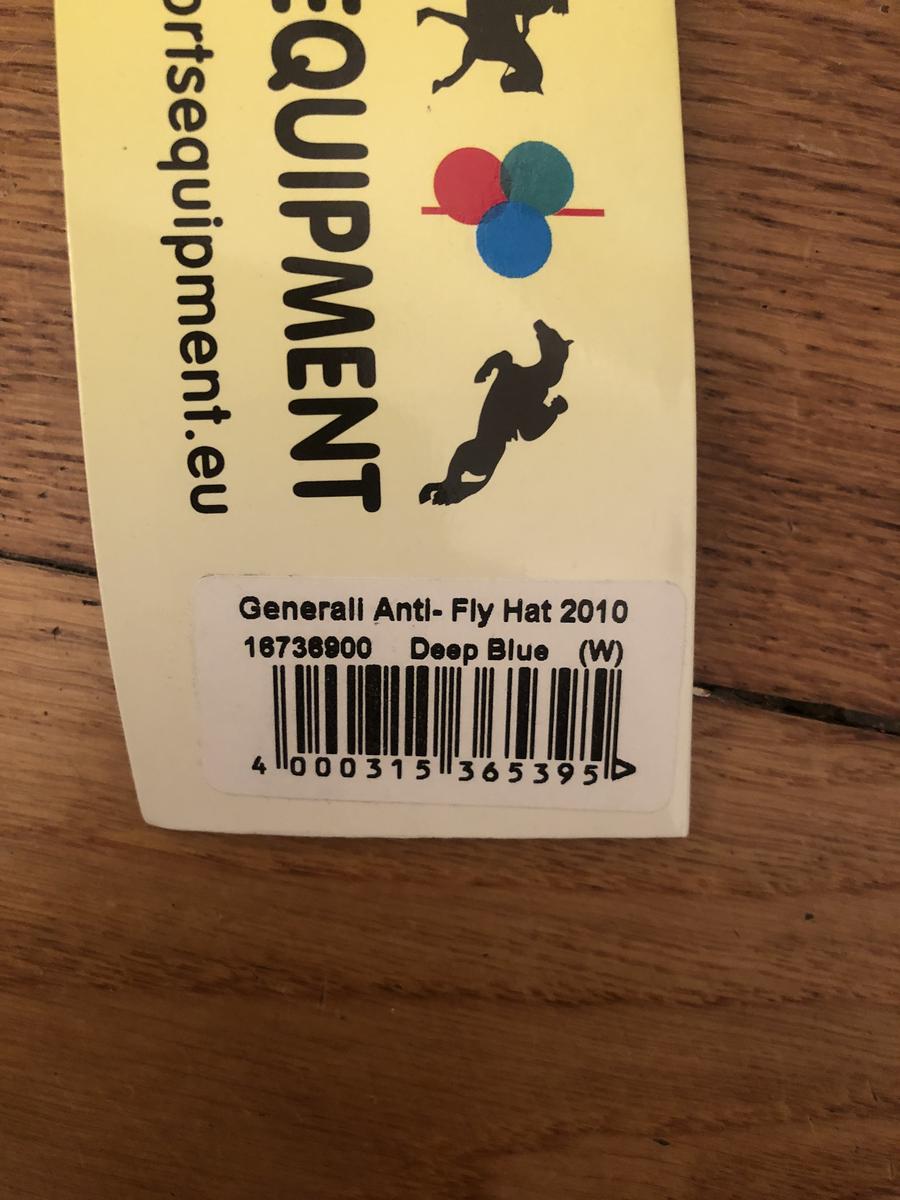 EQUIPMENT
ortsequipment.eu
Generali Anti- Fly Hat 2010
16736900 Deep Blue (W)
4 000315 365395 >